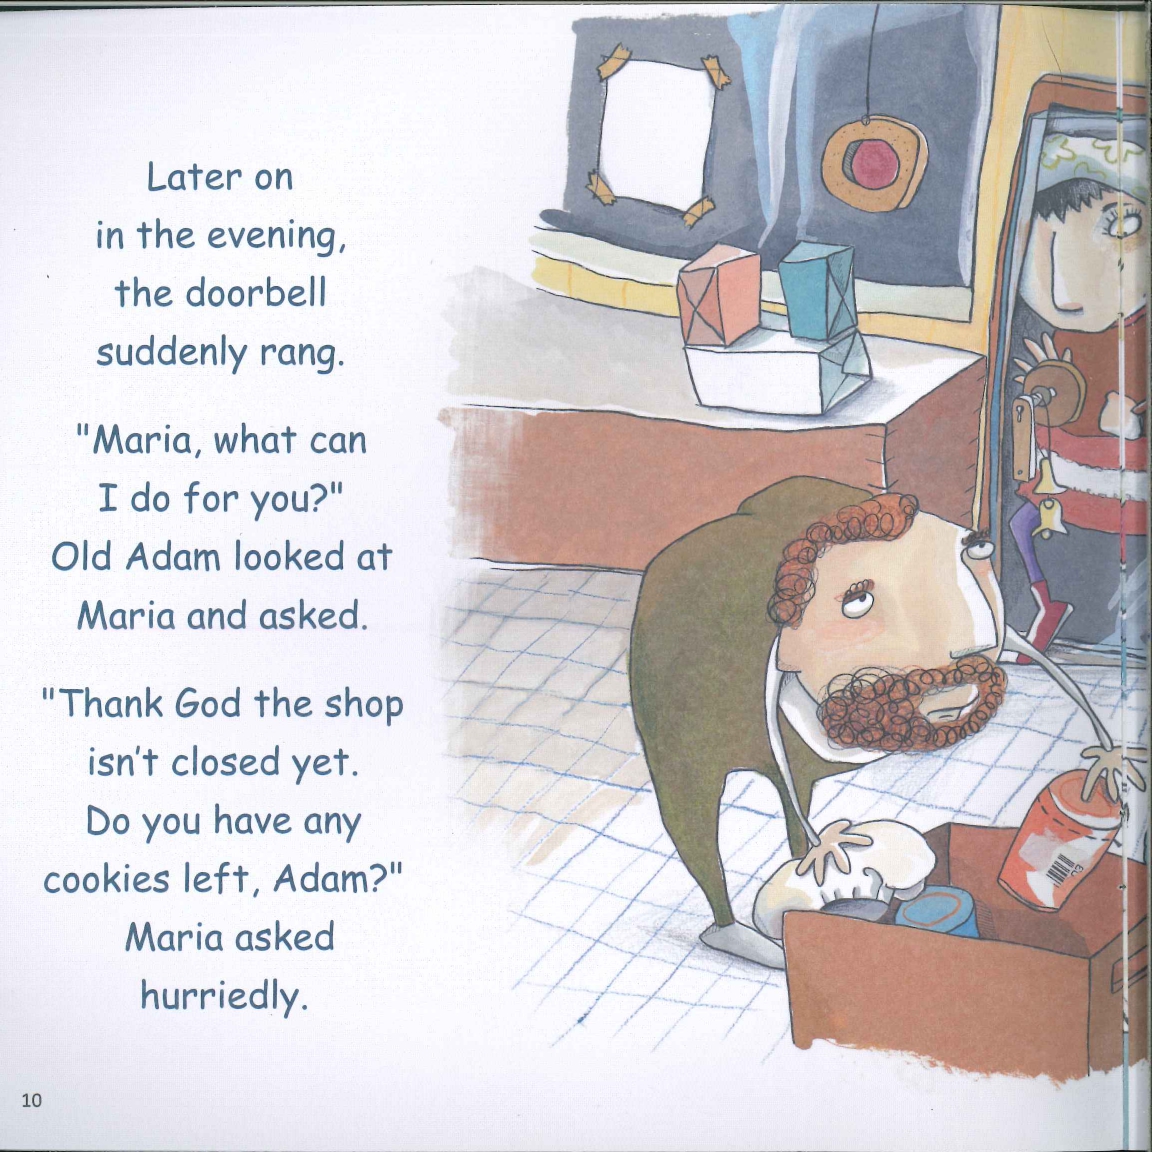 Later on
in the evening,
the doorbell
suddenly rang.
"Maria, what can
I do for you?"
Old Adam looked at
Maria and asked.
"Thank God the shop
isn't closed yet.
Do you have any
cookies left, Adam?"
Maria asked
hurriedly.
10